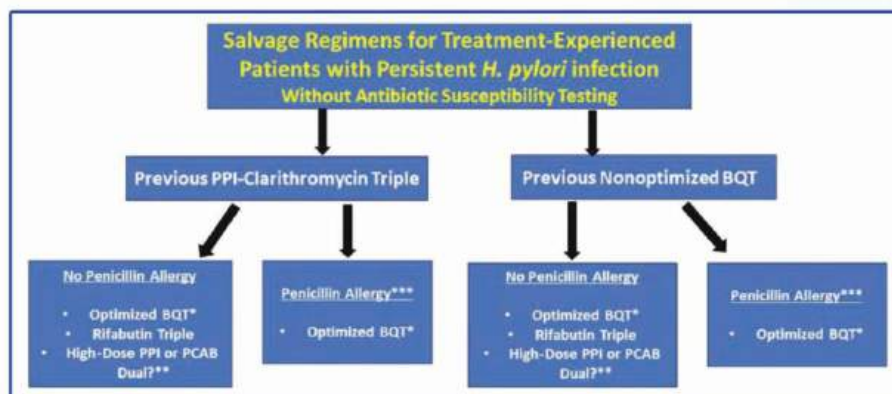 Salvage Regimens for Treatment-Experienced
Patients with Persistent H. pylori infection
Without Antibiotic Susceptibility Testing
Previous PPI-Clarithromycin Triple
Previous Nonoptimized BQT
No Penicillin Allergy
• Optimized BQT*
• Rifabutin Triple
• High-Dose PPI or PCAB
Dual?**
Penicillin Allergy***
• Optimized BQT*
No Penicillin Allergy
• Optimized BQT*
• Rifabutin Triple
• High-Dose PPI or PCAB
Dual?**
Penicillin Allergy***
• Optimized BQT*